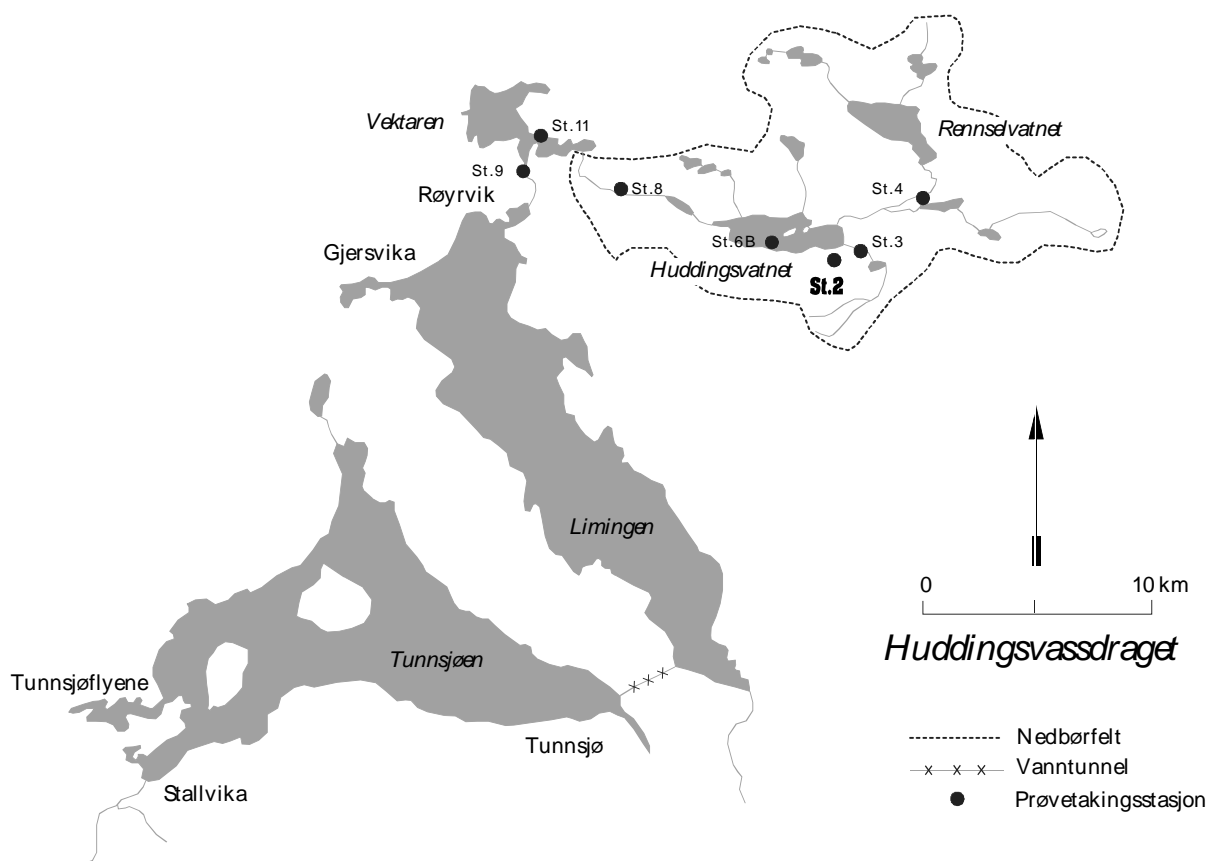 Vektaren
St.11
Rennselvatnet
St.9
Røyrvik
St.8
St.4
Gjersvika
St.6B
St.3
Huddingsvatnet
St.2
Limingen
0 10 km
Huddingsvassdraget
Tunnsjøen
Tunnsjøflyene
Tunnsjø
Stallvika
Nedbørfelt
x x x Vanntunnel
Prøvetakingsstasjon